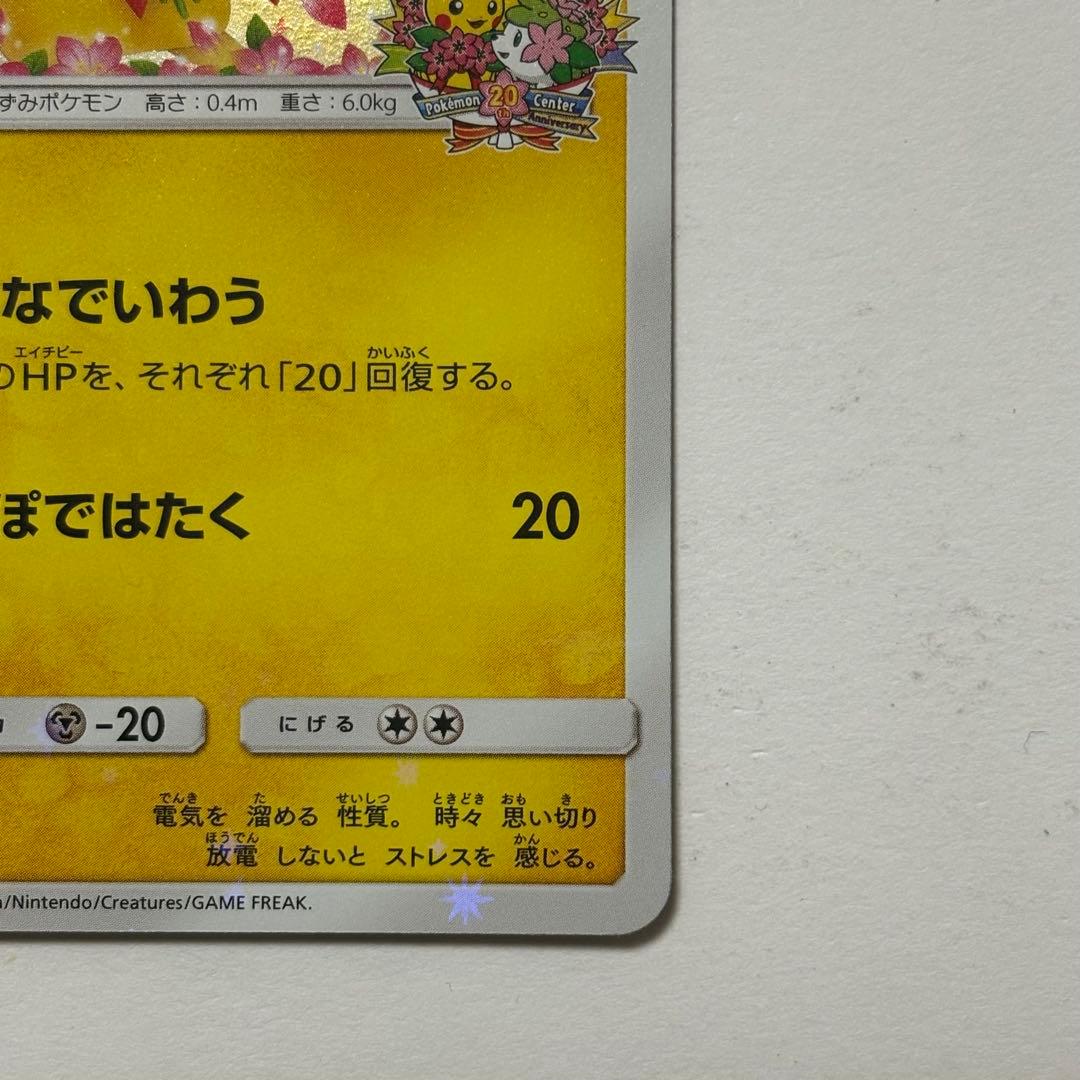 Pokémon 20th Center
Anniversary
ずみポケモン 高さ:0.4m 重さ:6.0kg
なでいわう
エイチピー かいふく
のHPを、それぞれ「20」回復する。
ぽではたく 20
-20 にげる
でんき た せいしつ ときどき おも き
電気を 溜める 性質。 時々 思い切り
ほうでん かん
放電 しないと ストレスを 感じる。
/Nintendo/Creatures/GAME FREAK.